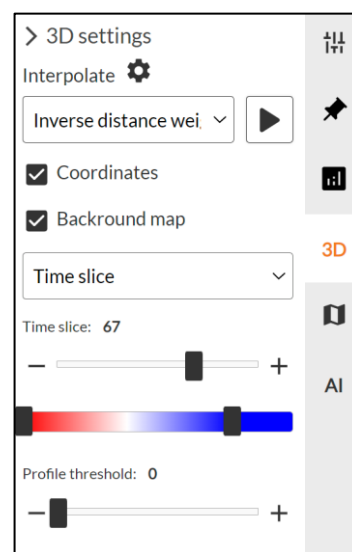 3D settings
Interpolate
Inverse distance wei
Coordinates
Backround map
Time slice
Time slice: 67
Profile threshold: 0
3D
AI